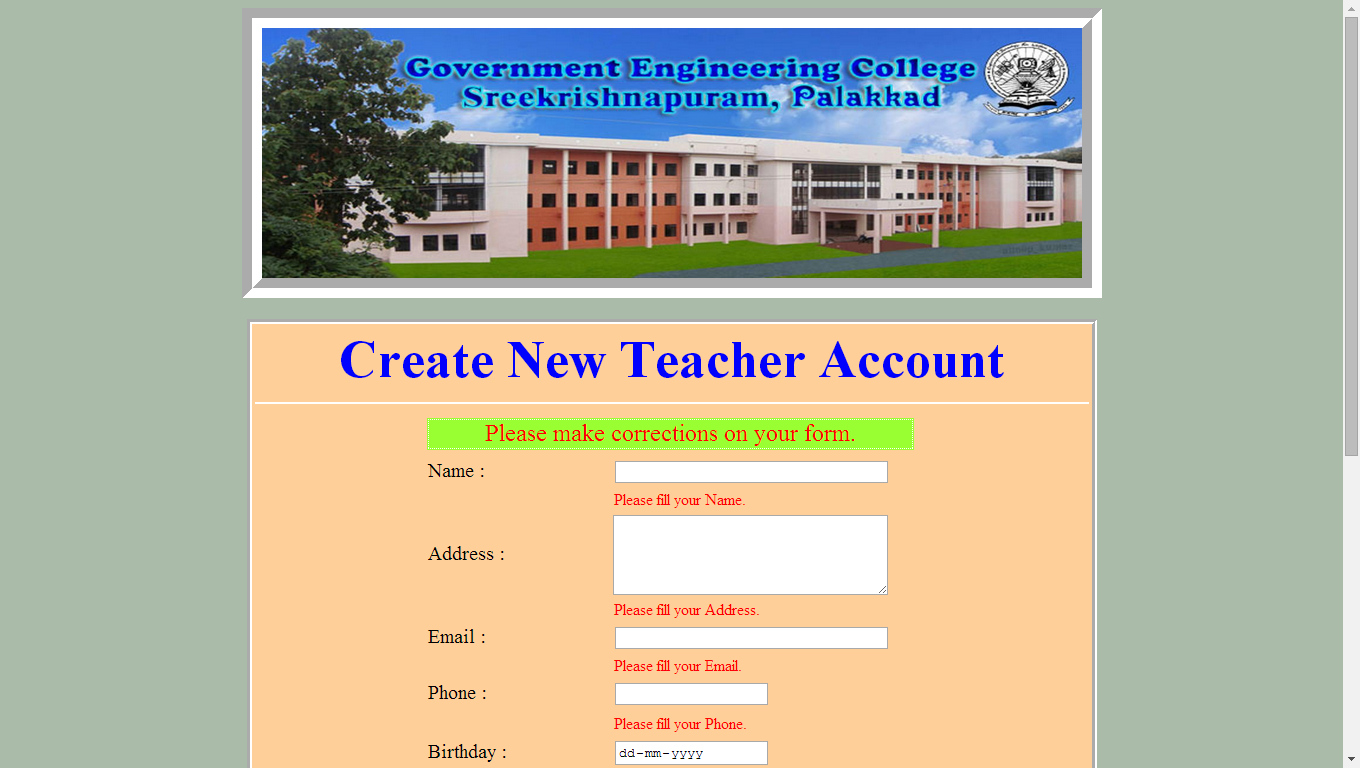 Government Engineering College
Sreekrishnapuram, Palakkad
Create New Teacher Account
Please make corrections on your form.
Name :
Please fill your Name.
Address :
Please fill your Address.
Email :
Please fill your Email.
Phone :
Please fill your Phone.
Birthday : dd-mm-yyyy